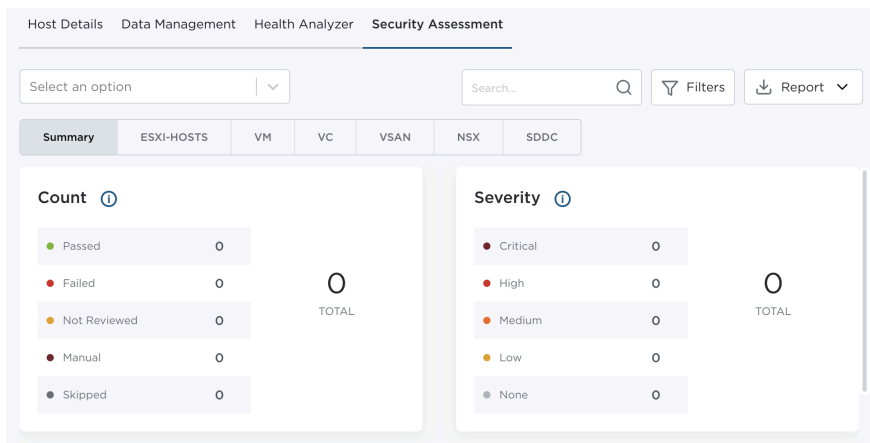 Host Details Data Management Health Analyzer Security Assessment
Select an option Search... Filters Report
Summary ESXI-HOSTS VM VC VSAN NSX SDDC
Count
Passed 0
Failed 0
Not Reviewed 0
Manual 0
Skipped 0
0
TOTAL
Severity
Critical 0
High 0
Medium 0
Low 0
None 0
0
TOTAL